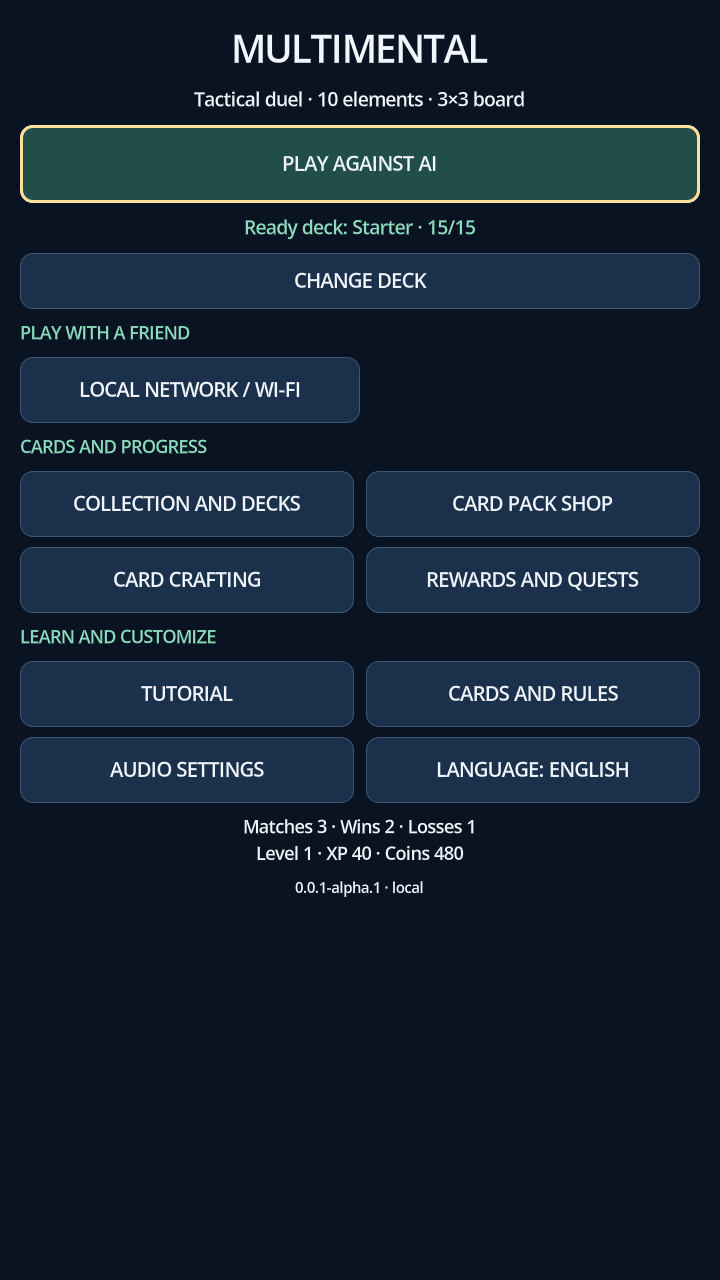 MULTIMENTAL
Tactical duel · 10 elements · 3×3 board
PLAY AGAINST AI
Ready deck: Starter · 15/15
CHANGE DECK
PLAY WITH A FRIEND
LOCAL NETWORK / WI-FI
CARDS AND PROGRESS
COLLECTION AND DECKS
CARD PACK SHOP
CARD CRAFTING
REWARDS AND QUESTS
LEARN AND CUSTOMIZE
TUTORIAL
CARDS AND RULES
AUDIO SETTINGS
LANGUAGE: ENGLISH
Matches 3 · Wins 2 · Losses 1
Level 1 · XP 40 · Coins 480
0.0.1-alpha.1 · local